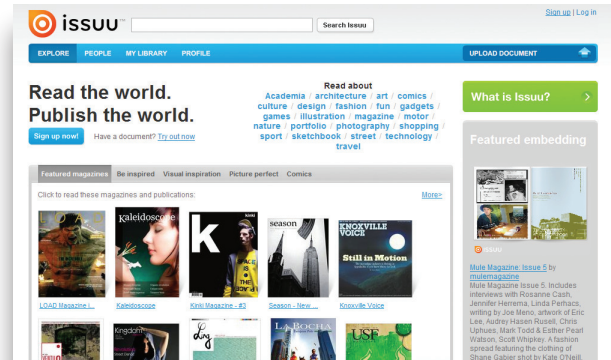 Sign up | Log in
issuu™
Search Issuu
EXPLORE PEOPLE MY LIBRARY PROFILE
UPLOAD DOCUMENT
Read the world.
Publish the world.
Sign up now!
Have a document? Try out now
Read about
Academia / architecture / art / comics /
culture / design / fashion / fun / gadgets /
games / illustration / magazine / motor /
nature / portfolio / photography / shopping /
sport / sketchbook / street / technology /
travel
What is Issuu?
Featured embedding
Featured magazines Be inspired Visual inspiration Picture perfect Comics
Click to read these magazines and publications:
More>
LOAD
Kaleidoscope
KiNKi
k
SPACE
IS THE
season
KNOXVILLE
VOICE
Still in Motion
LOAD Magazine i...
Kaleidoscope
Kinki Magazine - #3
Season - New ...
Knoxville Voice
Kingdom
LA BOCHA
USF
issuu
Mule Magazine: Issue 5 by
mulemagazine
Mule Magazine Issue 5. Includes
interviews with Rosanne Cash,
Jennifer Herrema, Linda Perhacs,
writing by Joe Meno, artwork of Eric
Lee, Audrey Hasen Rusell, Chris
Uphues, Mark Todd & Esther Pearl
Watson, Scott Whipkey. A fashion
spread featuring the clothing of
Shane Gabier shot by Kate O'Neill.